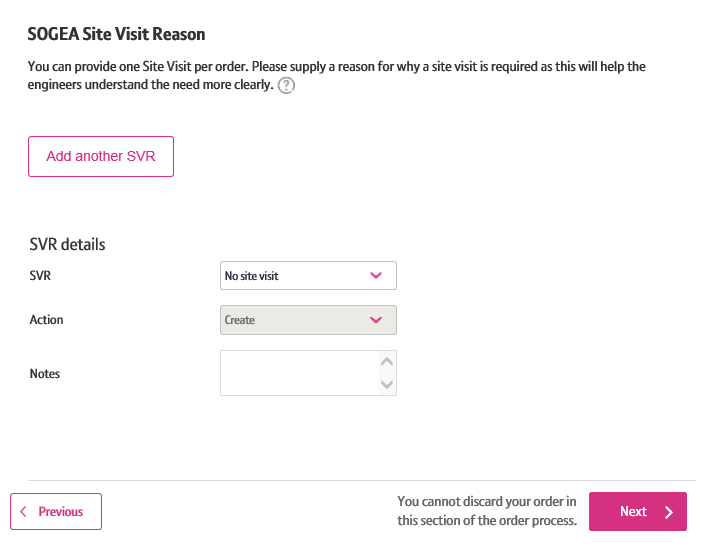 SOGEA Site Visit Reason
You can provide one Site Visit per order. Please supply a reason for why a site visit is required as this will help the
engineers understand the need more clearly. ?
Add another SVR
SVR details
SVR No site visit
Action Create
Notes
Previous
You cannot discard your order in
this section of the order process.
Next